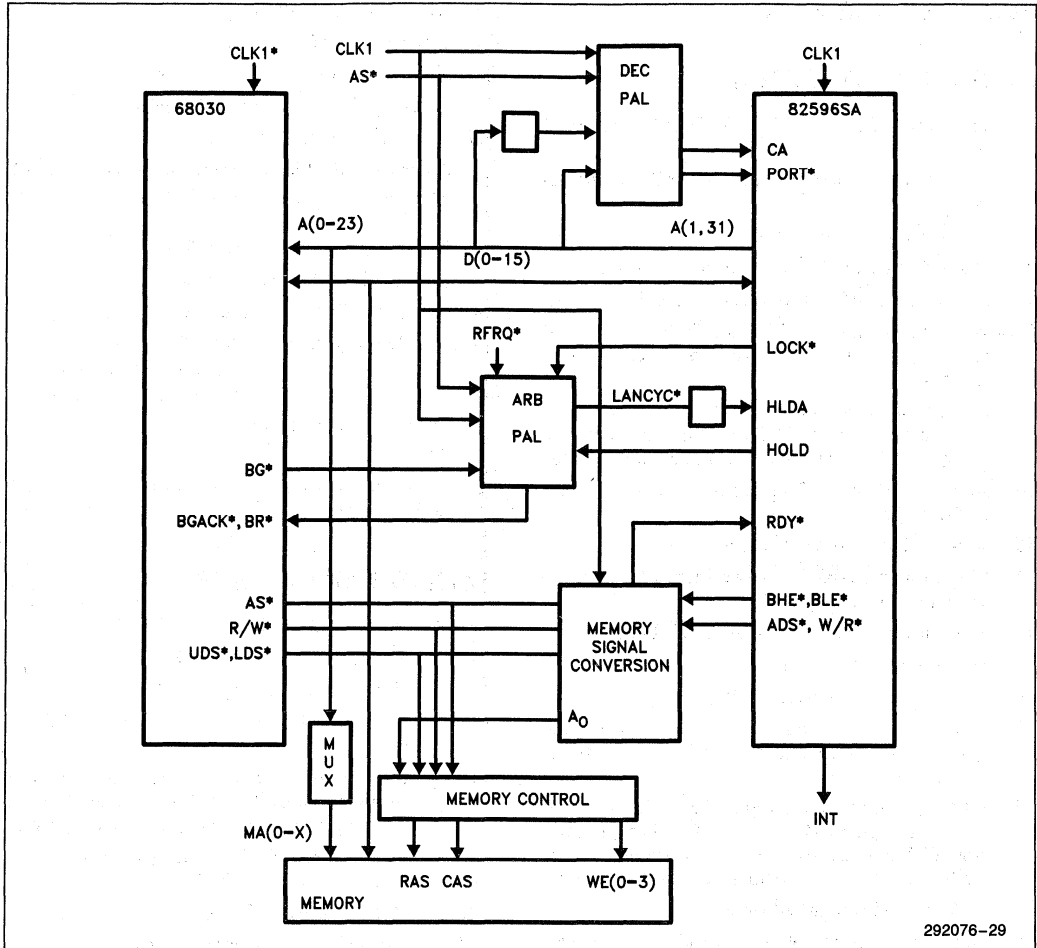 CLK1*
CLK1
AS*
DEC
PAL
CLK1
68030
82596SA
CA
PORT*
A(0-23)
A(1,31)
D(0-15)
RFRQ*
LOCK*
ARB
PAL
LANCYC*
HLDA
HOLD
BG*
BGACK*, BR*
RDY*
AS*
R/W*
UDS*,LDS*
MEMORY
SIGNAL
CONVERSION
A0
BHE*,BLE*
ADS*, W/R*
M
U
X
MEMORY CONTROL
MA(0-X)
INT
RAS CAS
WE(0-3)
MEMORY
292076-29